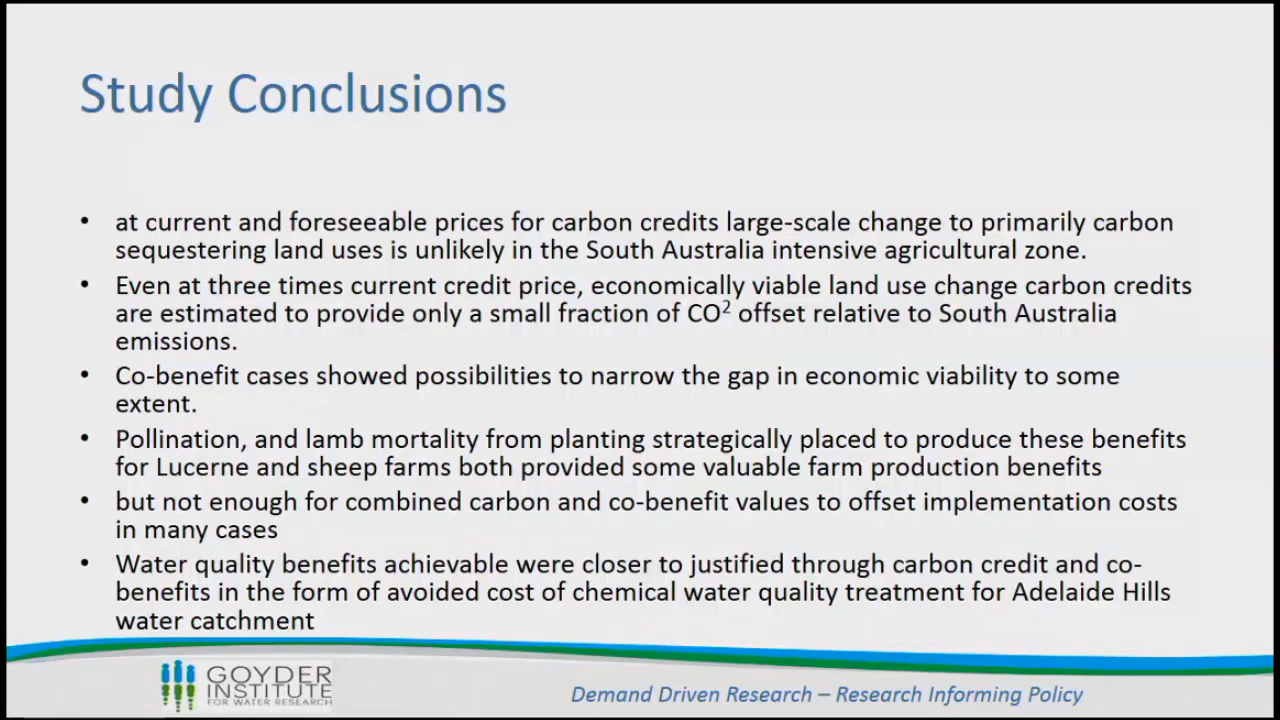 Study Conclusions
• at current and foreseeable prices for carbon credits large-scale change to primarily carbon
sequestering land uses is unlikely in the South Australia intensive agricultural zone.
• Even at three times current credit price, economically viable land use change carbon credits
are estimated to provide only a small fraction of CO² offset relative to South Australia
emissions.
• Co-benefit cases showed possibilities to narrow the gap in economic viability to some
extent.
• Pollination, and lamb mortality from planting strategically placed to produce these benefits
for Lucerne and sheep farms both provided some valuable farm production benefits
• but not enough for combined carbon and co-benefit values to offset implementation costs
in many cases
• Water quality benefits achievable were closer to justified through carbon credit and co-
benefits in the form of avoided cost of chemical water quality treatment for Adelaide Hills
water catchment
GOYDER
INSTITUTE
FOR WATER RESEARCH
Demand Driven Research – Research Informing Policy